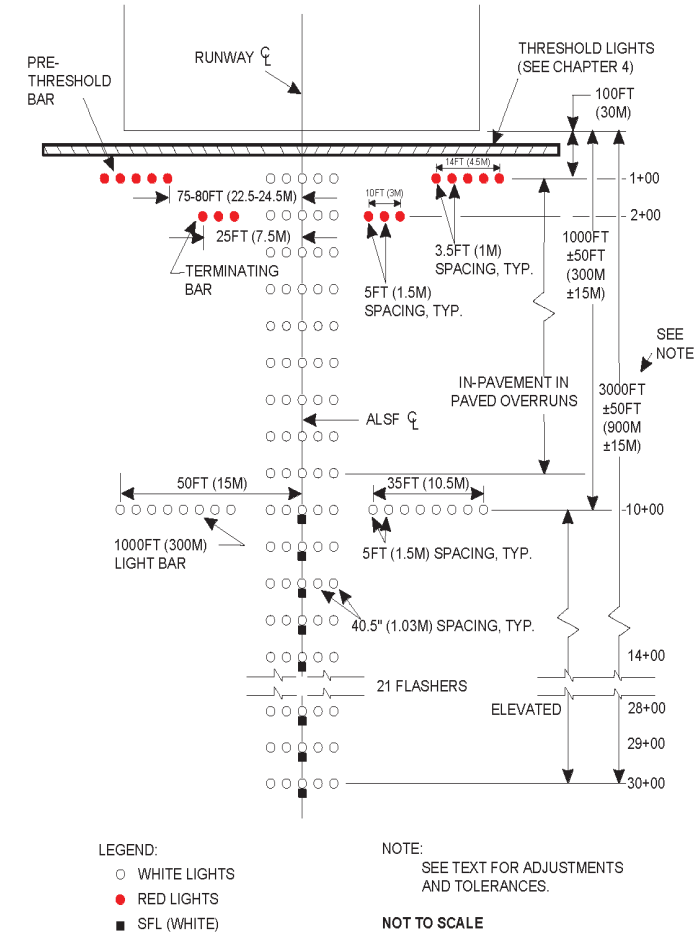 RUNWAY ℄
PRE-
THRESHOLD
BAR
THRESHOLD LIGHTS
(SEE CHAPTER 4)
100FT
(30M)
14FT (4.5M)
1+00
75-80FT (22.5-24.5M)
10FT (3M)
2+00
25FT (7.5M)
TERMINATING
BAR
3.5FT (1M)
SPACING, TYP.
5FT (1.5M)
SPACING, TYP.
1000FT
±50FT
(300M
±15M)
SEE
NOTE
IN-PAVEMENT IN
PAVED OVERRUNS
3000FT
±50FT
(900M
±15M)
ALSF ℄
50FT (15M)
35FT (10.5M)
10+00
1000FT (300M)
LIGHT BAR
5FT (1.5M) SPACING, TYP.
40.5" (1.03M) SPACING, TYP.
14+00
21 FLASHERS
ELEVATED
28+00
29+00
30+00
LEGEND:
WHITE LIGHTS
RED LIGHTS
SFL (WHITE)
NOTE:
SEE TEXT FOR ADJUSTMENTS
AND TOLERANCES.
NOT TO SCALE